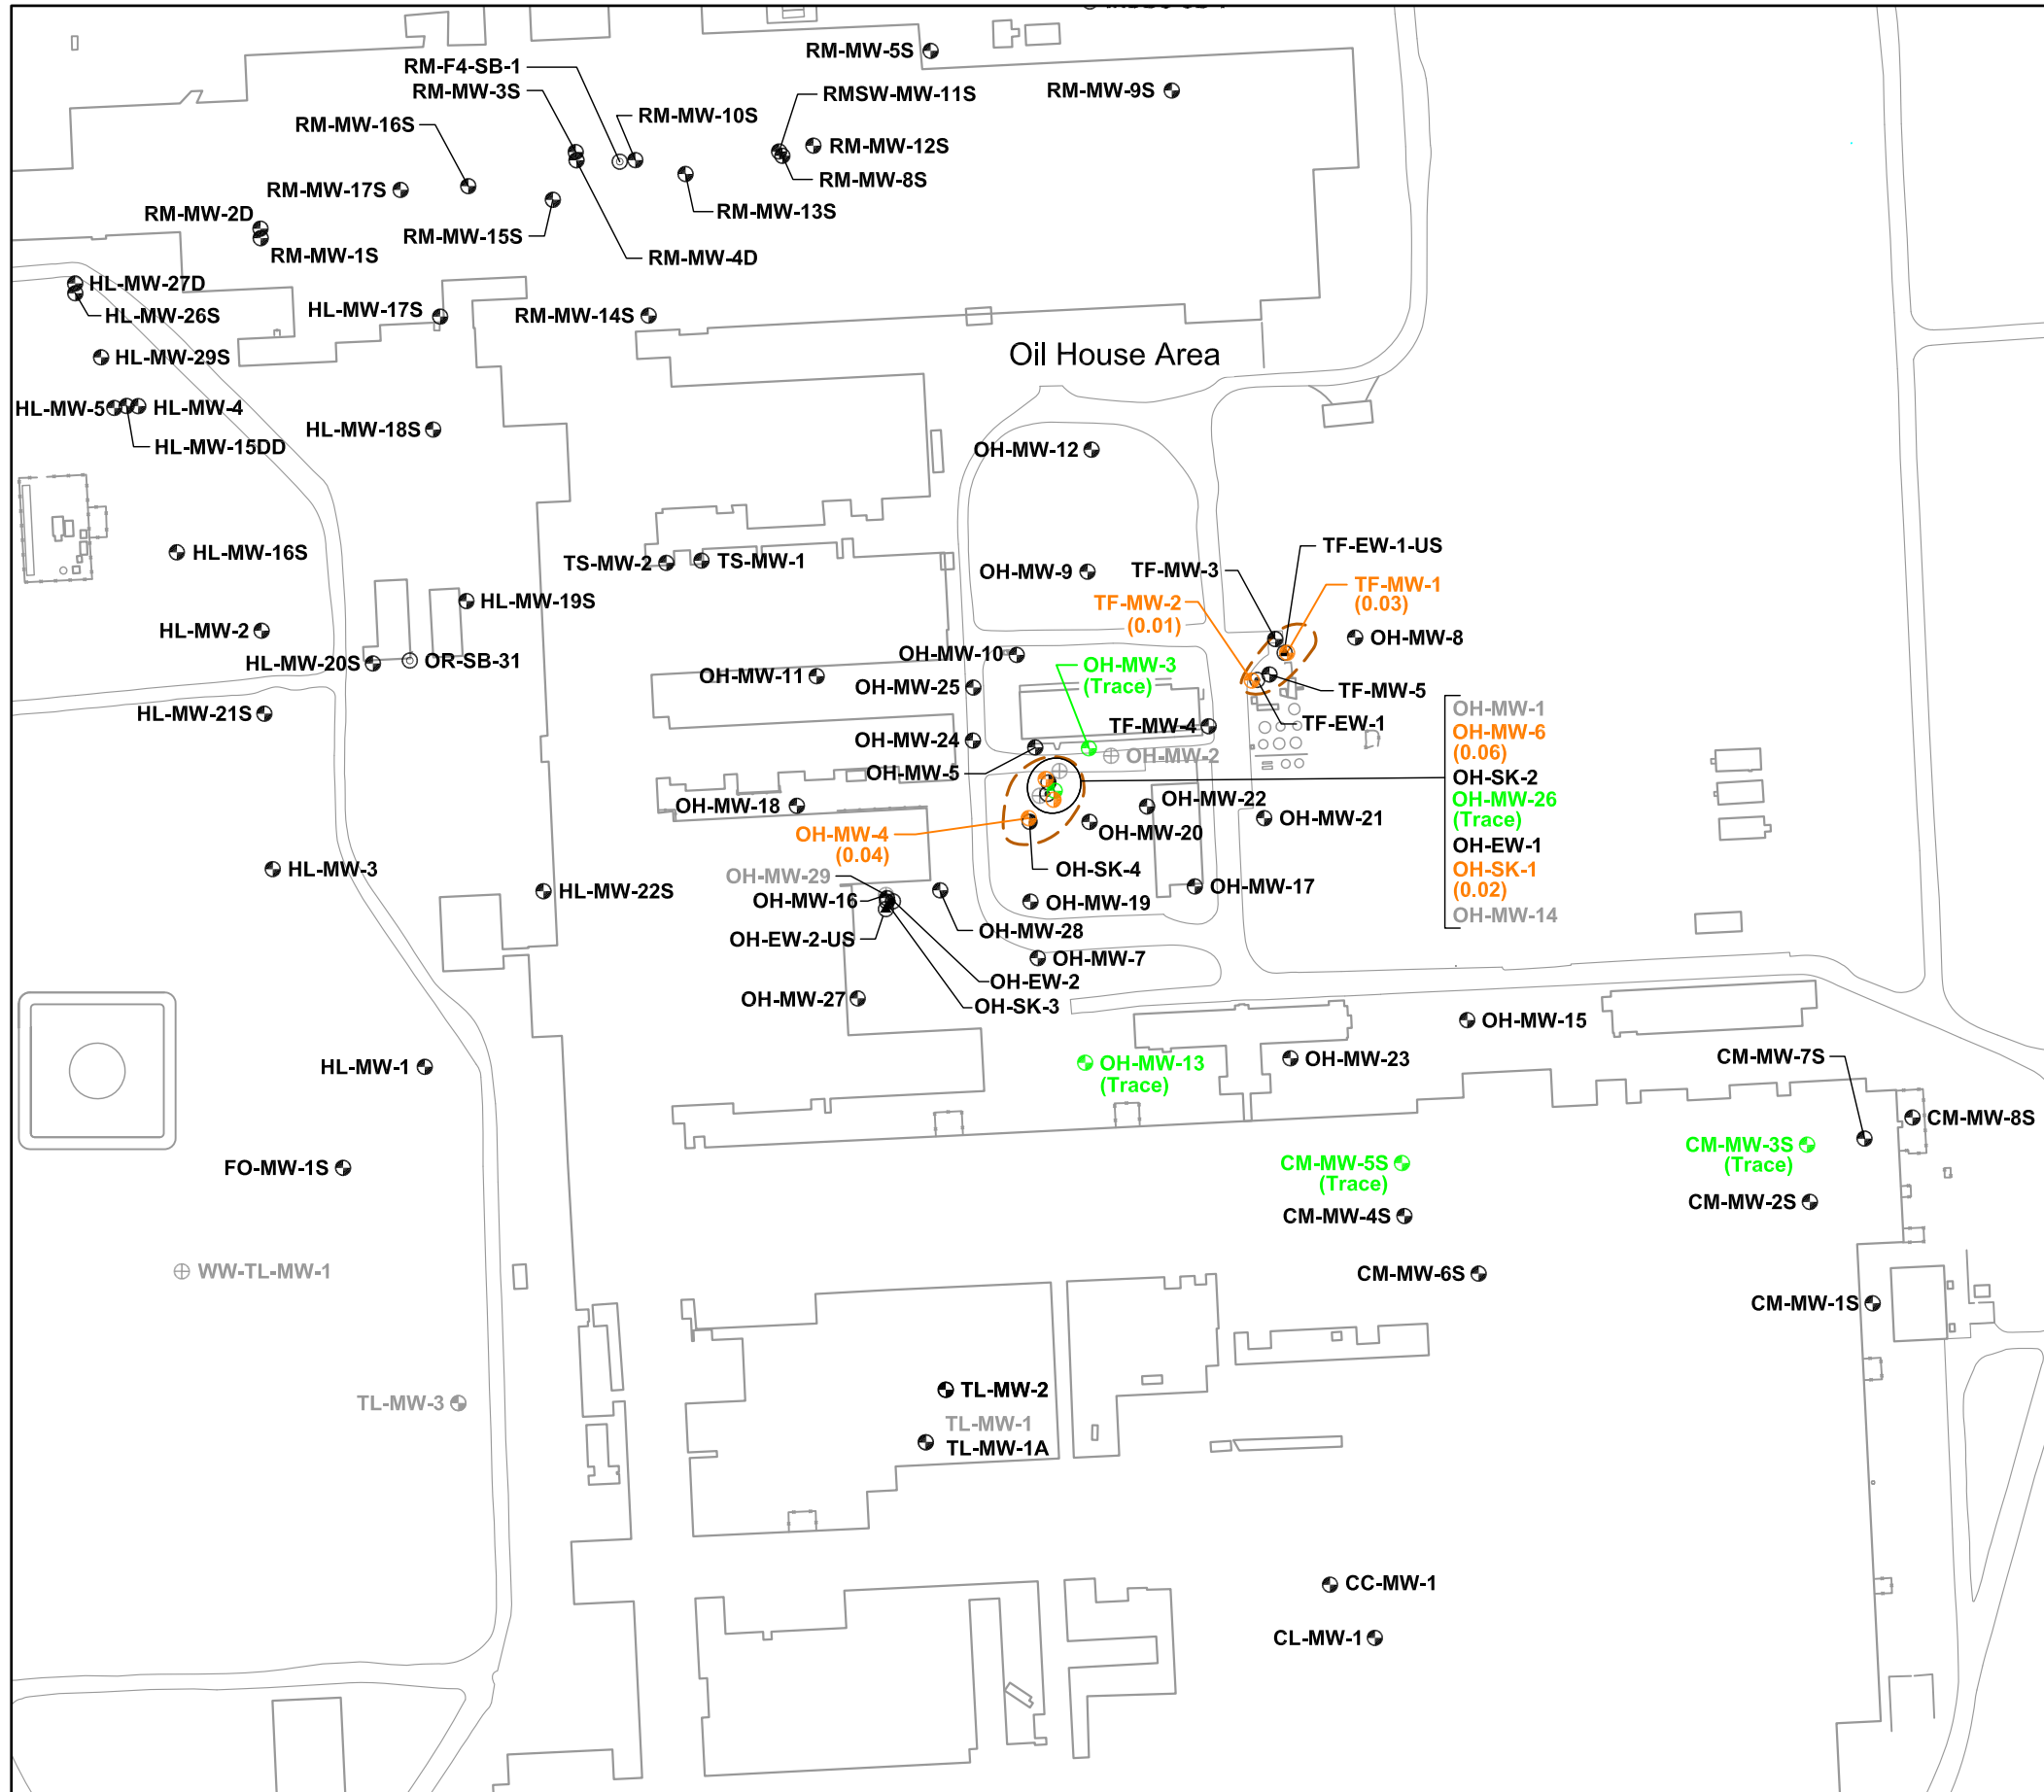 RM-MW-5S
RM-F4-SB-1
RM-MW-3S
RMSW-MW-11S
RM-MW-9S
RM-MW-10S
RM-MW-16S
RM-MW-12S
RM-MW-8S
RM-MW-17S
RM-MW-13S
RM-MW-2D
RM-MW-15S
RM-MW-1S
RM-MW-4D
HL-MW-27D
HL-MW-26S
HL-MW-17S
RM-MW-14S
HL-MW-29S
Oil House Area
HL-MW-5
HL-MW-4
HL-MW-15DD
HL-MW-18S
OH-MW-12
HL-MW-16S
TS-MW-2
TS-MW-1
OH-MW-9
TF-MW-3
TF-EW-1-US
TF-MW-1
(0.03)
TF-MW-2
(0.01)
HL-MW-19S
HL-MW-2
OH-MW-8
HL-MW-20S
OR-SB-31
OH-MW-10
OH-MW-3
(Trace)
OH-MW-11
OH-MW-25
TF-MW-5
HL-MW-21S
TF-MW-4
TF-EW-1
OH-MW-24
OH-MW-5
OH-MW-2
OH-MW-1
OH-MW-6
(0.06)
OH-SK-2
OH-MW-26
(Trace)
OH-EW-1
OH-SK-1
(0.02)
OH-MW-14
OH-MW-18
OH-MW-22
OH-MW-21
OH-MW-4
(0.04)
OH-MW-20
OH-SK-4
HL-MW-3
OH-MW-29
OH-MW-16
HL-MW-22S
OH-MW-17
OH-MW-19
OH-EW-2-US
OH-MW-28
OH-MW-7
OH-EW-2
OH-MW-27
OH-SK-3
OH-MW-15
HL-MW-1
OH-MW-13
(Trace)
OH-MW-23
CM-MW-7S
CM-MW-8S
FO-MW-1S
CM-MW-5S
(Trace)
CM-MW-3S
(Trace)
CM-MW-4S
CM-MW-2S
WW-TL-MW-1
CM-MW-6S
CM-MW-1S
TL-MW-3
TL-MW-2
TL-MW-1
TL-MW-1A
CC-MW-1
CL-MW-1